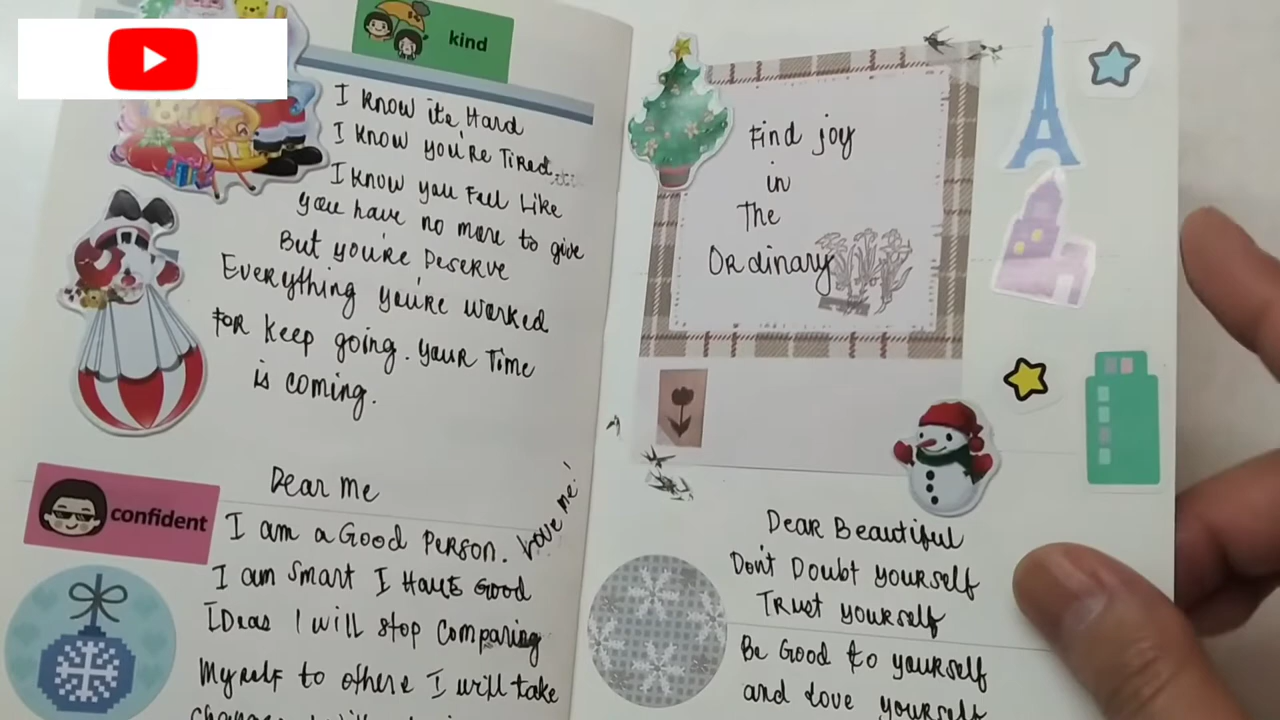 kind
I know it's Hard
I know you're Tired
I know you Feel Like
you have no more to give
But you're Deserve
Everything you're worked
FOR Keep going. your Time
is coming.
Dear Me
confident
I am a Good Person. Love me!
I am Smart I Have Good
IDeas I will stop Comparing
Myself to others I will take
Find joy
in
The
Ordinary
Dear Beautiful
Don't Doubt yourself
Trust yourself
Be Good to yourself
and Love yourself